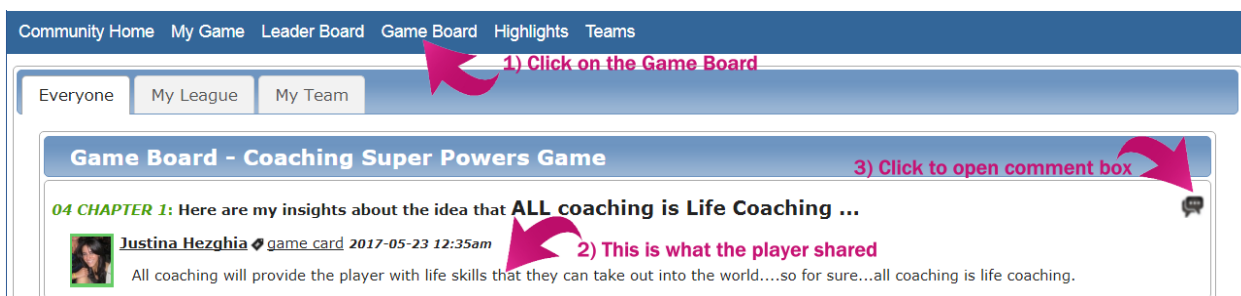 Community Home My Game Leader Board Game Board Highlights Teams
1) Click on the Game Board
Everyone My League My Team
Game Board - Coaching Super Powers Game
3) Click to open comment box
04 CHAPTER 1: Here are my insights about the idea that ALL coaching is Life Coaching ...
Justina Hezghia game card 2017-05-23 12:35am
2) This is what the player shared
All coaching will provide the player with life skills that they can take out into the world....so for sure...all coaching is life coaching.